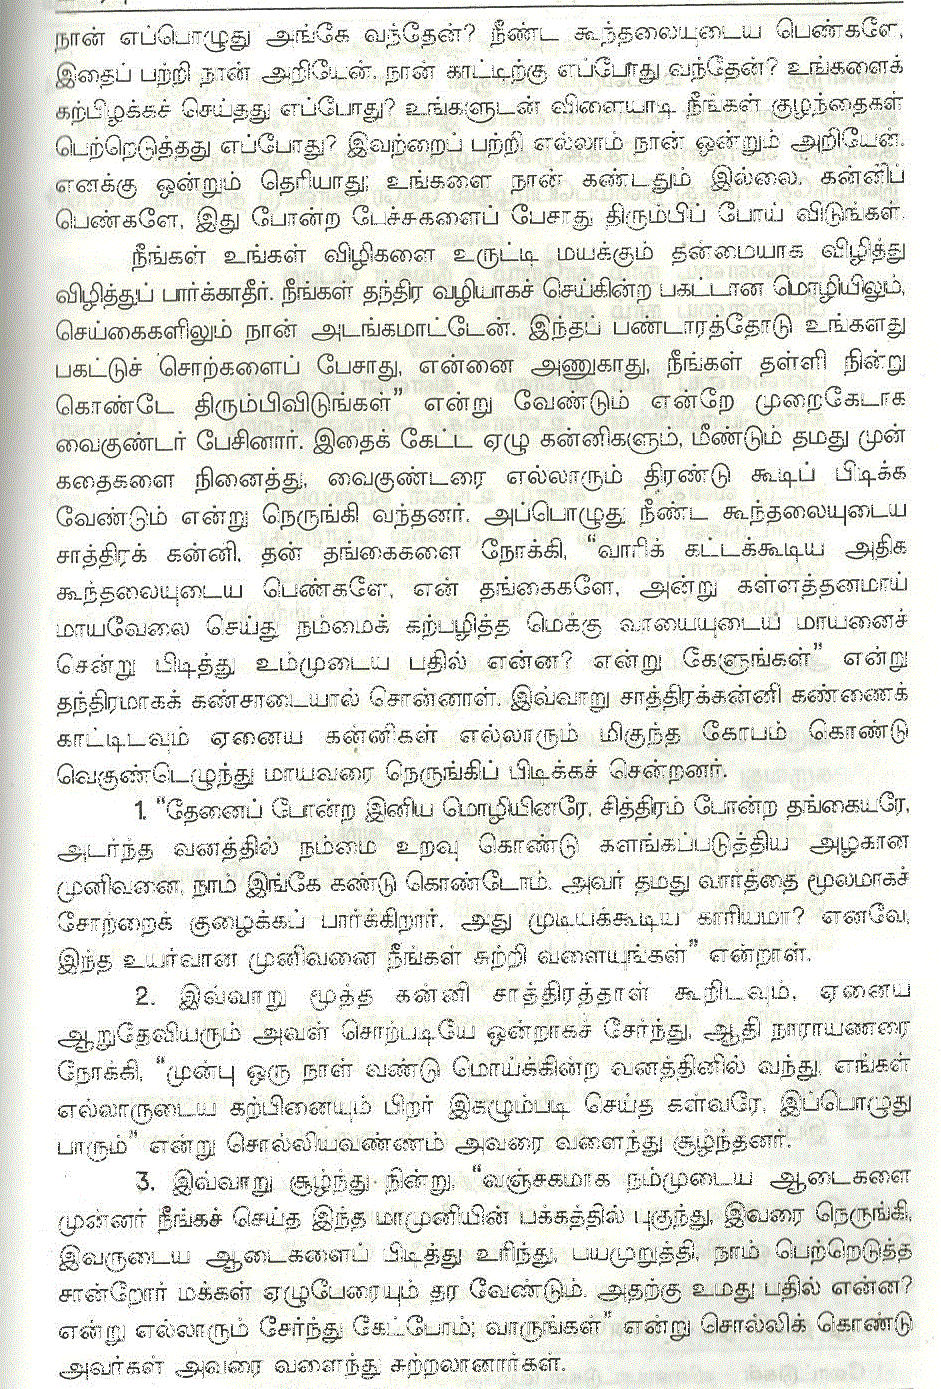 நான் எப்பொழுது அங்கே வந்தேன்? நீண்ட கூந்தலையுடைய பெண்களே,
இதைப் பற்றி நான் அறியேன். நான் காட்டிற்கு எப்போது வந்தேன்? உங்களைக்
கற்பிழக்கச் செய்தது எப்போது? உங்களுடன் விளையாடி நீங்கள் குழந்தைகள்
பெற்றெடுத்தது எப்போது? இவற்றைப் பற்றி எல்லாம் நான் ஒன்றும் அறியேன்.
எனக்கு ஒன்றும் தெரியாது; உங்களை நான் கண்டதும் இல்லை. கன்னிப்
பெண்களே, இது போன்ற பேச்சுகளைப் பேசாது திரும்பிப் போய் விடுங்கள்.
நீங்கள் உங்கள் விழிகளை உருட்டி மயக்கும் தன்மையாக விழித்து
விழித்துப் பார்க்காதீர். நீங்கள் தந்திர வழியாகச் செய்கின்ற பகட்டான மொழியிலும்,
செய்கைகளிலும் நான் அடங்கமாட்டேன். இந்தப் பண்டாரத்தோடு உங்களது
பகட்டுச் சொற்களைப் பேசாது, என்னை அணுகாது, நீங்கள் தள்ளி நின்று
கொண்டே திரும்பிவிடுங்கள்” என்று வேண்டும் என்றே முறைகேடாக
வைகுண்டர் பேசினார். இதைக் கேட்ட ஏழு கன்னிகளும், மீண்டும் தமது முன்
கதைகளை நினைத்து, வைகுண்டரை எல்லாரும் திரண்டு கூடிப் பிடிக்க
வேண்டும் என்று நெருங்கி வந்தனர். அப்பொழுது நீண்ட கூந்தலையுடைய
சாத்திரக் கன்னி, தன் தங்கைகளை நோக்கி, “வாரிக் கட்டக்கூடிய அதிக
கூந்தலையுடைய பெண்களே, என் தங்கைகளே, அன்று கள்ளத்தனமாய்
மாயவேலை செய்து நம்மைக் கற்பழித்த மெக்கு வாயையுடைய மாயனைச்
சென்று பிடித்து உம்முடைய பதில் என்ன? என்று கேளுங்கள்” என்று
தந்திரமாகக் கண்சாடையால் சொன்னாள். இவ்வாறு சாத்திரக்கன்னி கண்ணைக்
காட்டிடவும் ஏனைய கன்னிகள் எல்லாரும் மிகுந்த கோபம் கொண்டு
வெகுண்டெழுந்து மாயவரை நெருங்கிப் பிடிக்கச் சென்றனர்.
1. “தேனைப் போன்ற இனிய மொழியினரே, சித்திரம் போன்ற தங்கையரே,
அடர்ந்த வனத்தில் நம்மை உறவு கொண்டு களங்கப்படுத்திய அழகான
முனிவனை, நாம் இங்கே கண்டு கொண்டோம். அவர் தமது வார்த்தை மூலமாகச்
சோற்றைக் குழைக்கப் பார்க்கிறார். அது முடியக்கூடிய காரியமா? எனவே,
இந்த உயர்வான முனிவனை நீங்கள் சுற்றி வளையுங்கள்” என்றாள்.
2. இவ்வாறு மூத்த கன்னி சாத்திரத்தாள் கூறிடவும், ஏனைய
ஆறுதேவியரும் அவள் சொற்படியே ஒன்றாகச் சேர்ந்து, ஆதி நாராயணரை
நோக்கி, “முன்பு ஒரு நாள் வண்டு மொய்க்கின்ற வனத்தினில் வந்து, எங்கள்
எல்லாருடைய கற்பினையும் பிறர் இகழும்படி செய்த கள்வரே, இப்பொழுது
பாரும்” என்று சொல்லியவண்ணம் அவரை வளைந்து சூழ்ந்தனர்.
3. இவ்வாறு சூழ்ந்து நின்று, “வஞ்சகமாக நம்முடைய ஆடைகளை
முன்னர் நீங்கச் செய்த இந்த மாமுனியின் பக்கத்தில் புகுந்து, இவரை நெருங்கி,
இவருடைய ஆடைகளைப் பிடித்து உரிந்து, பயமுறுத்தி, நாம் பெற்றெடுத்த
சான்றோர் மக்கள் ஏழுபேரையும் தர வேண்டும். அதற்கு உமது பதில் என்ன?
என்று எல்லாரும் சேர்ந்து கேட்போம்; வாருங்கள்” என்று சொல்லிக் கொண்டு
அவர்கள் அவரை வளைந்து சுற்றலானார்கள்.